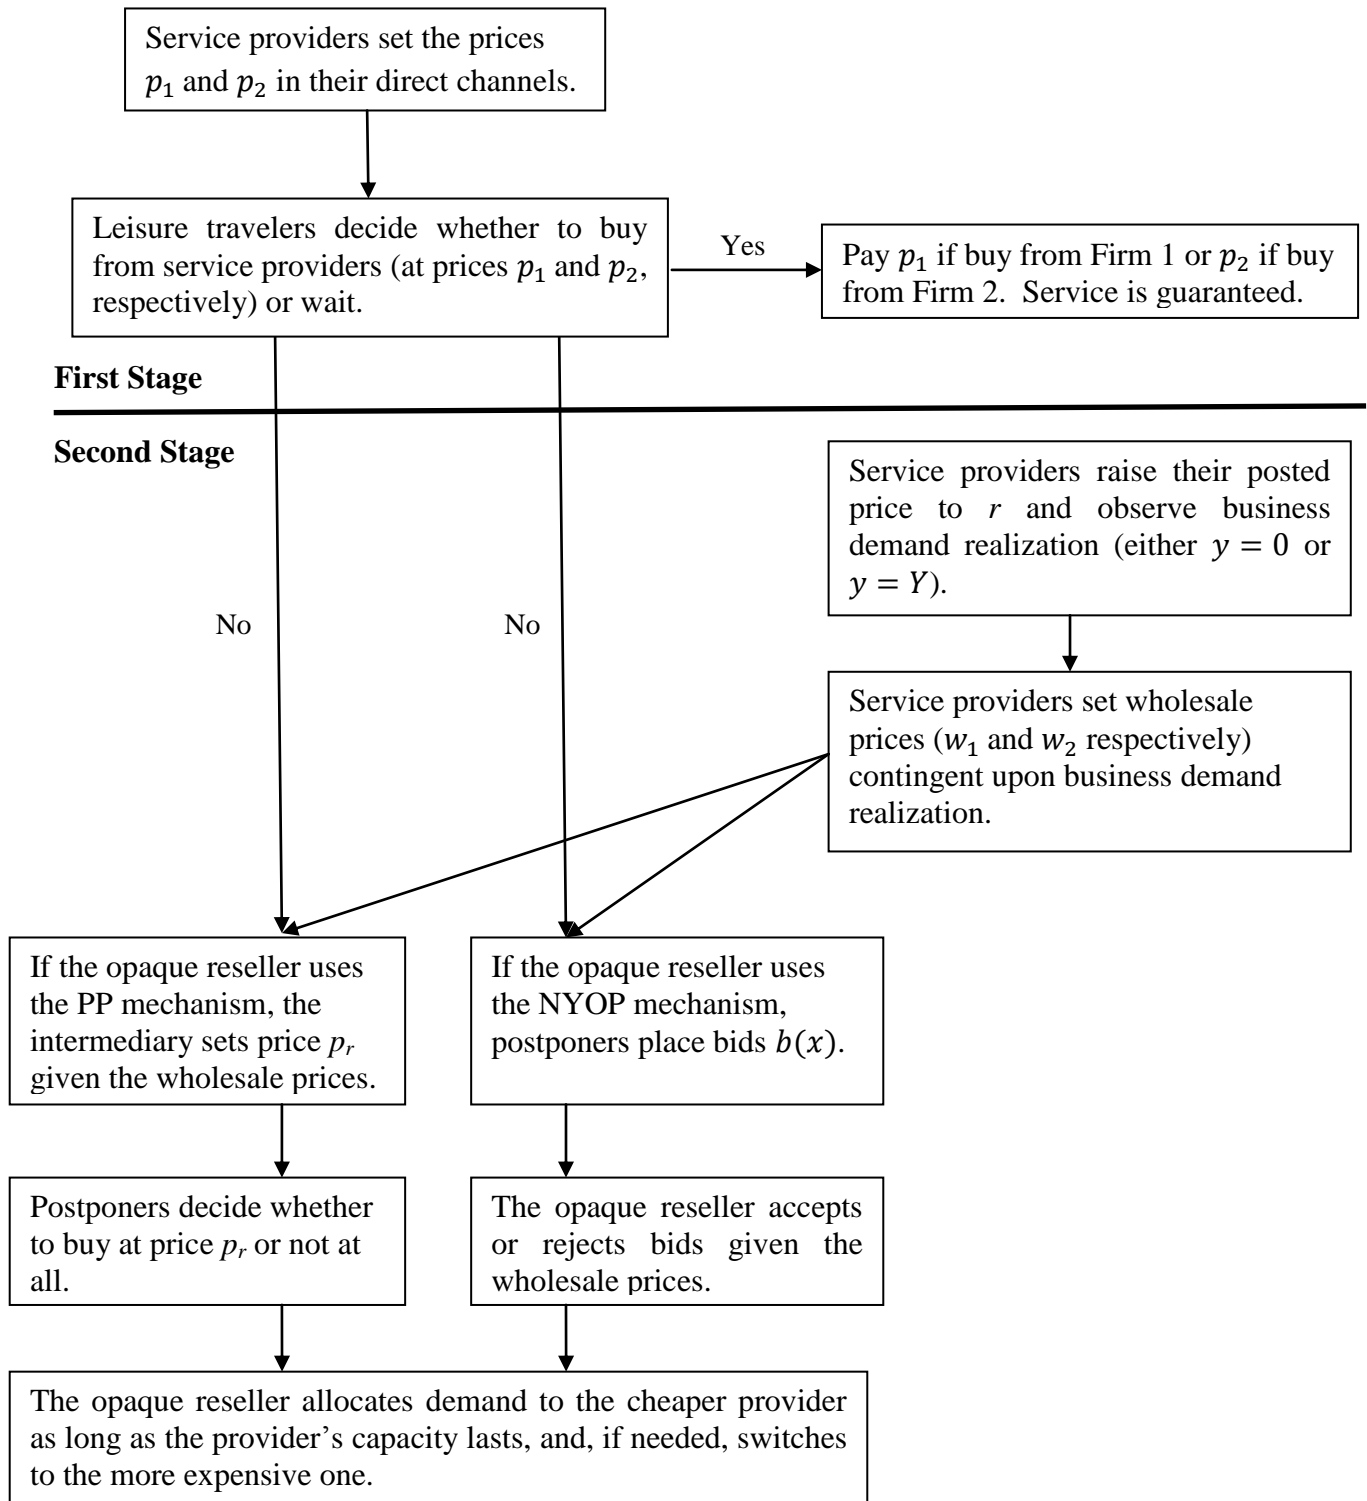 Service providers set the prices
p₁ and p₂ in their direct channels.
Leisure travelers decide whether to buy
from service providers (at prices p₁ and p₂,
respectively) or wait.
Yes
Pay p₁ if buy from Firm 1 or p₂ if buy
from Firm 2. Service is guaranteed.
First Stage
Second Stage
Service providers raise their posted
price to r and observe business
demand realization (either y = 0 or
y = Y).
No
No
Service providers set wholesale
prices (w₁ and w₂ respectively)
contingent upon business demand
realization.
If the opaque reseller uses
the PP mechanism, the
intermediary sets price pᵣ
given the wholesale prices.
If the opaque reseller uses
the NYOP mechanism,
postponers place bids b(x).
Postponers decide whether
to buy at price pᵣ or not at
all.
The opaque reseller accepts
or rejects bids given the
wholesale prices.
The opaque reseller allocates demand to the cheaper provider
as long as the provider’s capacity lasts, and, if needed, switches
to the more expensive one.